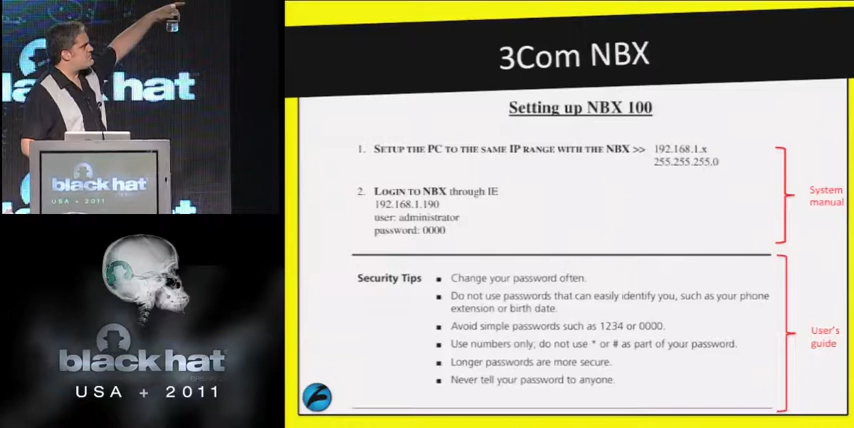 black hat
black hat
USA + 2011
black hat
USA + 2011
3Com NBX
Setting up NBX 100
1. SETUP THE PC TO THE SAME IP RANGE WITH THE NBX >> 192.168.1.x
255.255.255.0
2. LOGIN TO NBX through IE
192.168.1.190
user: administrator
password: 0000
System
manual
Security Tips ▪ Change your password often.
▪ Do not use passwords that can easily identify you, such as your phone
extension or birth date.
▪ Avoid simple passwords such as 1234 or 0000.
▪ Use numbers only, do not use * or # as part of your password.
▪ Longer passwords are more secure.
▪ Never tell your password to anyone.
User's
guide